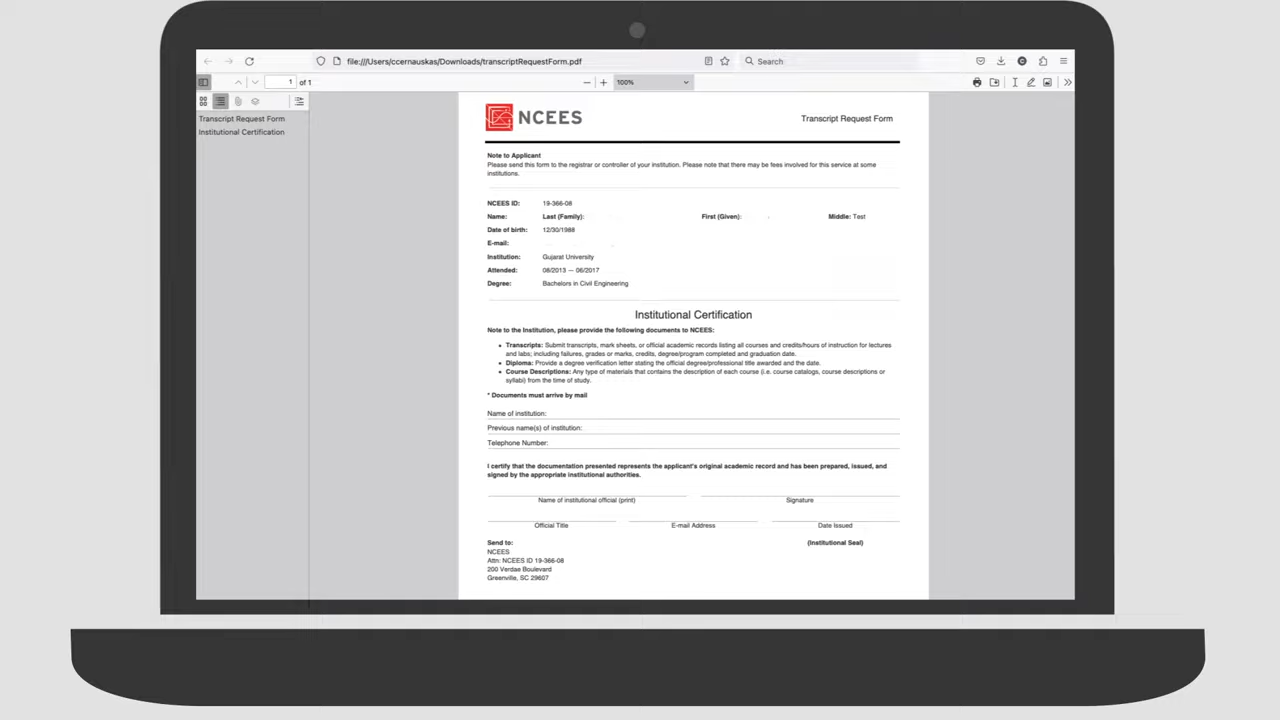 file:///Users/ccernauskas/Downloads/transcriptRequestForm.pdf
Search
1 of 1
100%
Transcript Request Form
Institutional Certification
NCEES
Transcript Request Form
Note to Applicant
Please send this form to the registrar or controller of your institution. Please note that there may be fees involved for this service at some
institutions.
NCEES ID: 19-366-08
Name: Last (Family): First (Given): Middle: Test
Date of birth: 12/30/1988
E-mail:
Institution: Gujarat University
Attended: 08/2013 — 06/2017
Degree: Bachelors in Civil Engineering
Institutional Certification
Note to the Institution, please provide the following documents to NCEES:
• Transcripts: Submit transcripts, mark sheets, or official academic records listing all courses and credits/hours of instruction for lectures
and labs; including failures, grades or marks, credits, degree/program completed and graduation date.
• Diploma: Provide a degree verification letter stating the official degree/professional title awarded and the date.
• Course Descriptions: Any type of materials that contains the description of each course (i.e. course catalogs, course descriptions or
syllabi) from the time of study.
* Documents must arrive by mail
Name of institution:
Previous name(s) of institution:
Telephone Number:
I certify that the documentation presented represents the applicant's original academic record and has been prepared, issued, and
signed by the appropriate institutional authorities.
Name of institutional official (print) Signature
Official Title E-mail Address Date Issued
Send to: (Institutional Seal)
NCEES
Attn: NCEES ID 19-366-08
200 Verdae Boulevard
Greenville, SC 29607